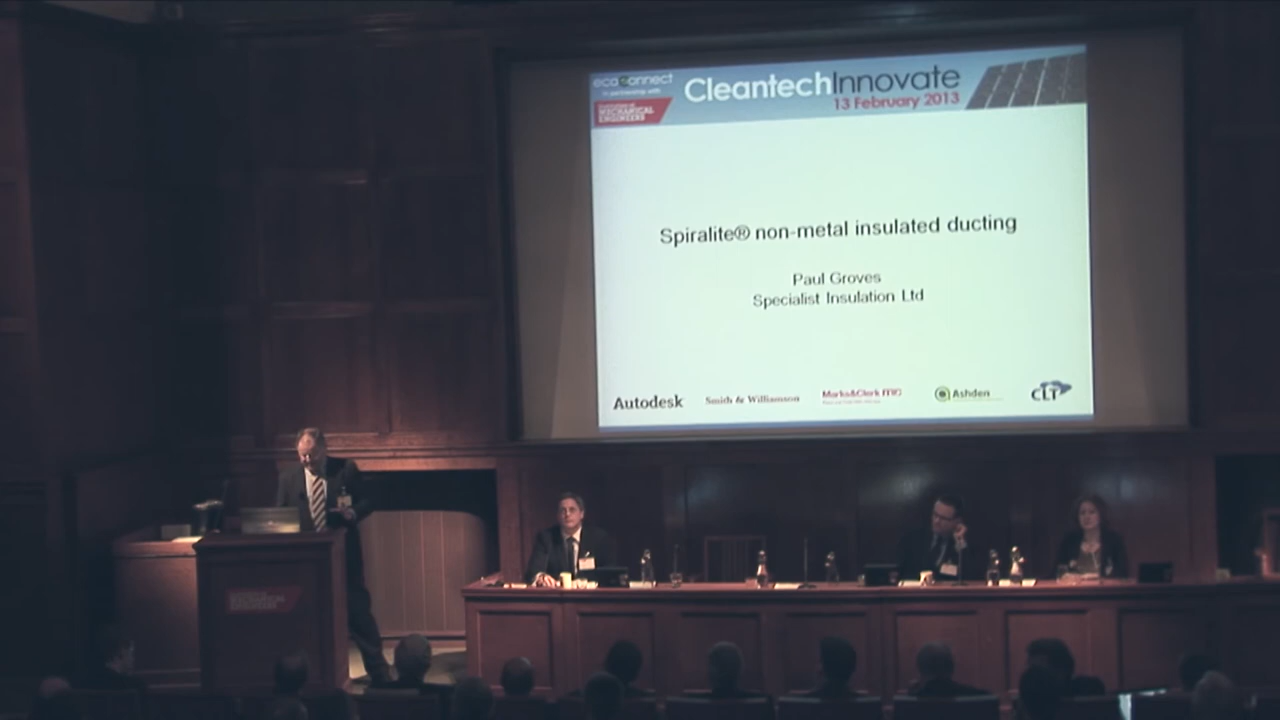 ecoconnect
in partnership with
CleantechInnovate
13 February 2013
MECHANICAL
ENGINEERS
Spiralite® non-metal insulated ducting
Paul Groves
Specialist Insulation Ltd
Autodesk
Smith & Williamson
Marks&Clerk
Ashden
CLT